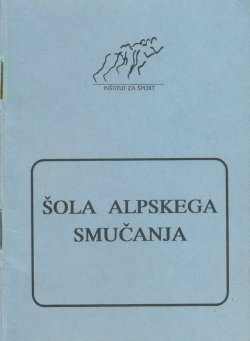 INŠTITUT ZA ŠPORT
ŠOLA ALPSKEGA
SMUČANJA